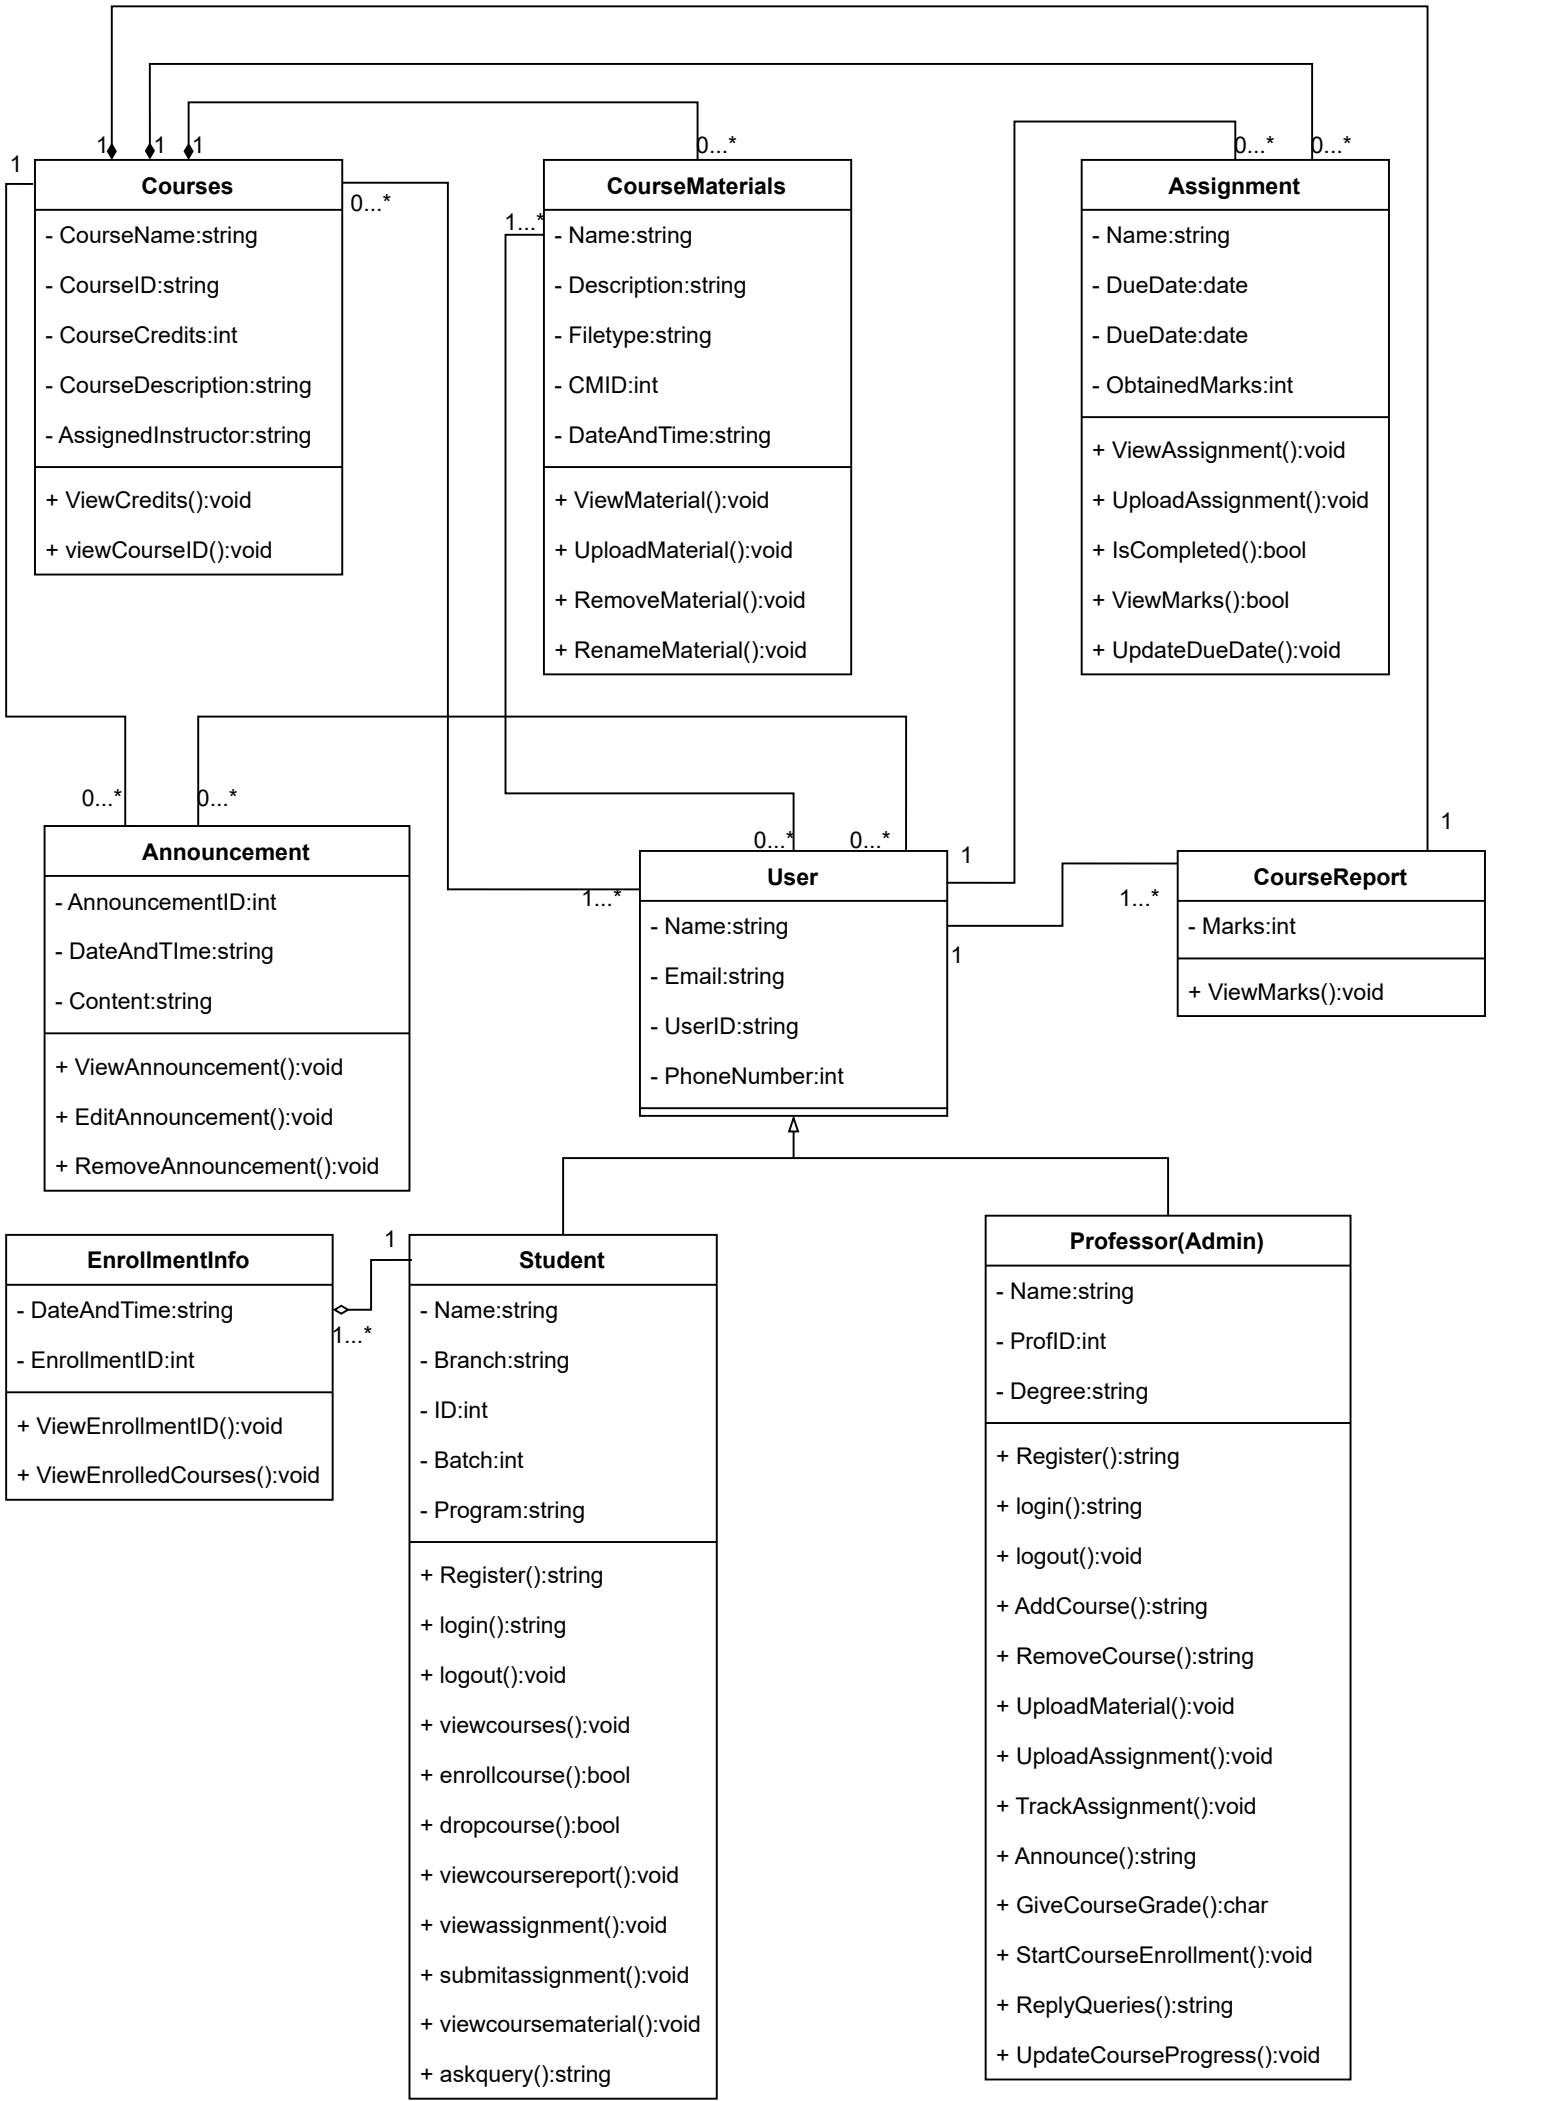 1
1
1
1
0...*
0...*
0...*
Courses
- CourseName:string
- CourseID:string
- CourseCredits:int
- CourseDescription:string
- AssignedInstructor:string
+ ViewCredits():void
+ viewCourseID():void
0...*
1...*
CourseMaterials
- Name:string
- Description:string
- Filetype:string
- CMID:int
- DateAndTime:string
+ ViewMaterial():void
+ UploadMaterial():void
+ RemoveMaterial():void
+ RenameMaterial():void
Assignment
- Name:string
- DueDate:date
- DueDate:date
- ObtainedMarks:int
+ ViewAssignment():void
+ UploadAssignment():void
+ IsCompleted():bool
+ ViewMarks():bool
+ UpdateDueDate():void
0...*
0...*
Announcement
- AnnouncementID:int
- DateAndTIme:string
- Content:string
+ ViewAnnouncement():void
+ EditAnnouncement():void
+ RemoveAnnouncement():void
0...*
0...*
1
1...*
User
- Name:string
- Email:string
- UserID:string
- PhoneNumber:int
1
1...*
1
CourseReport
- Marks:int
+ ViewMarks():void
EnrollmentInfo
- DateAndTime:string
- EnrollmentID:int
+ ViewEnrollmentID():void
+ ViewEnrolledCourses():void
1
1...*
Student
- Name:string
- Branch:string
- ID:int
- Batch:int
- Program:string
+ Register():string
+ login():string
+ logout():void
+ viewcourses():void
+ enrollcourse():bool
+ dropcourse():bool
+ viewcoursereport():void
+ viewassignment():void
+ submitassignment():void
+ viewcoursematerial():void
+ askquery():string
Professor(Admin)
- Name:string
- ProfID:int
- Degree:string
+ Register():string
+ login():string
+ logout():void
+ AddCourse():string
+ RemoveCourse():string
+ UploadMaterial():void
+ UploadAssignment():void
+ TrackAssignment():void
+ Announce():string
+ GiveCourseGrade():char
+ StartCourseEnrollment():void
+ ReplyQueries():string
+ UpdateCourseProgress():void